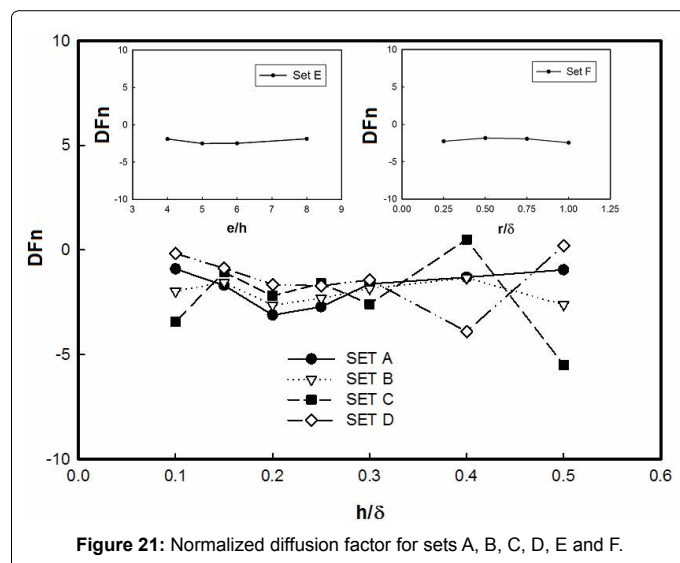 10
5
0
-5
-10
DFn
0.0 0.1 0.2 0.3 0.4 0.5 0.6
h/δ
10
5
0
-5
-10
DFn
3 4 5 6 7 8 9
e/h
Set E
10
5
0
-5
-10
DFn
0.00 0.25 0.50 0.75 1.00 1.25
r/δ
Set F
SET A
SET B
SET C
SET D
Figure 21: Normalized diffusion factor for sets A, B, C, D, E and F.